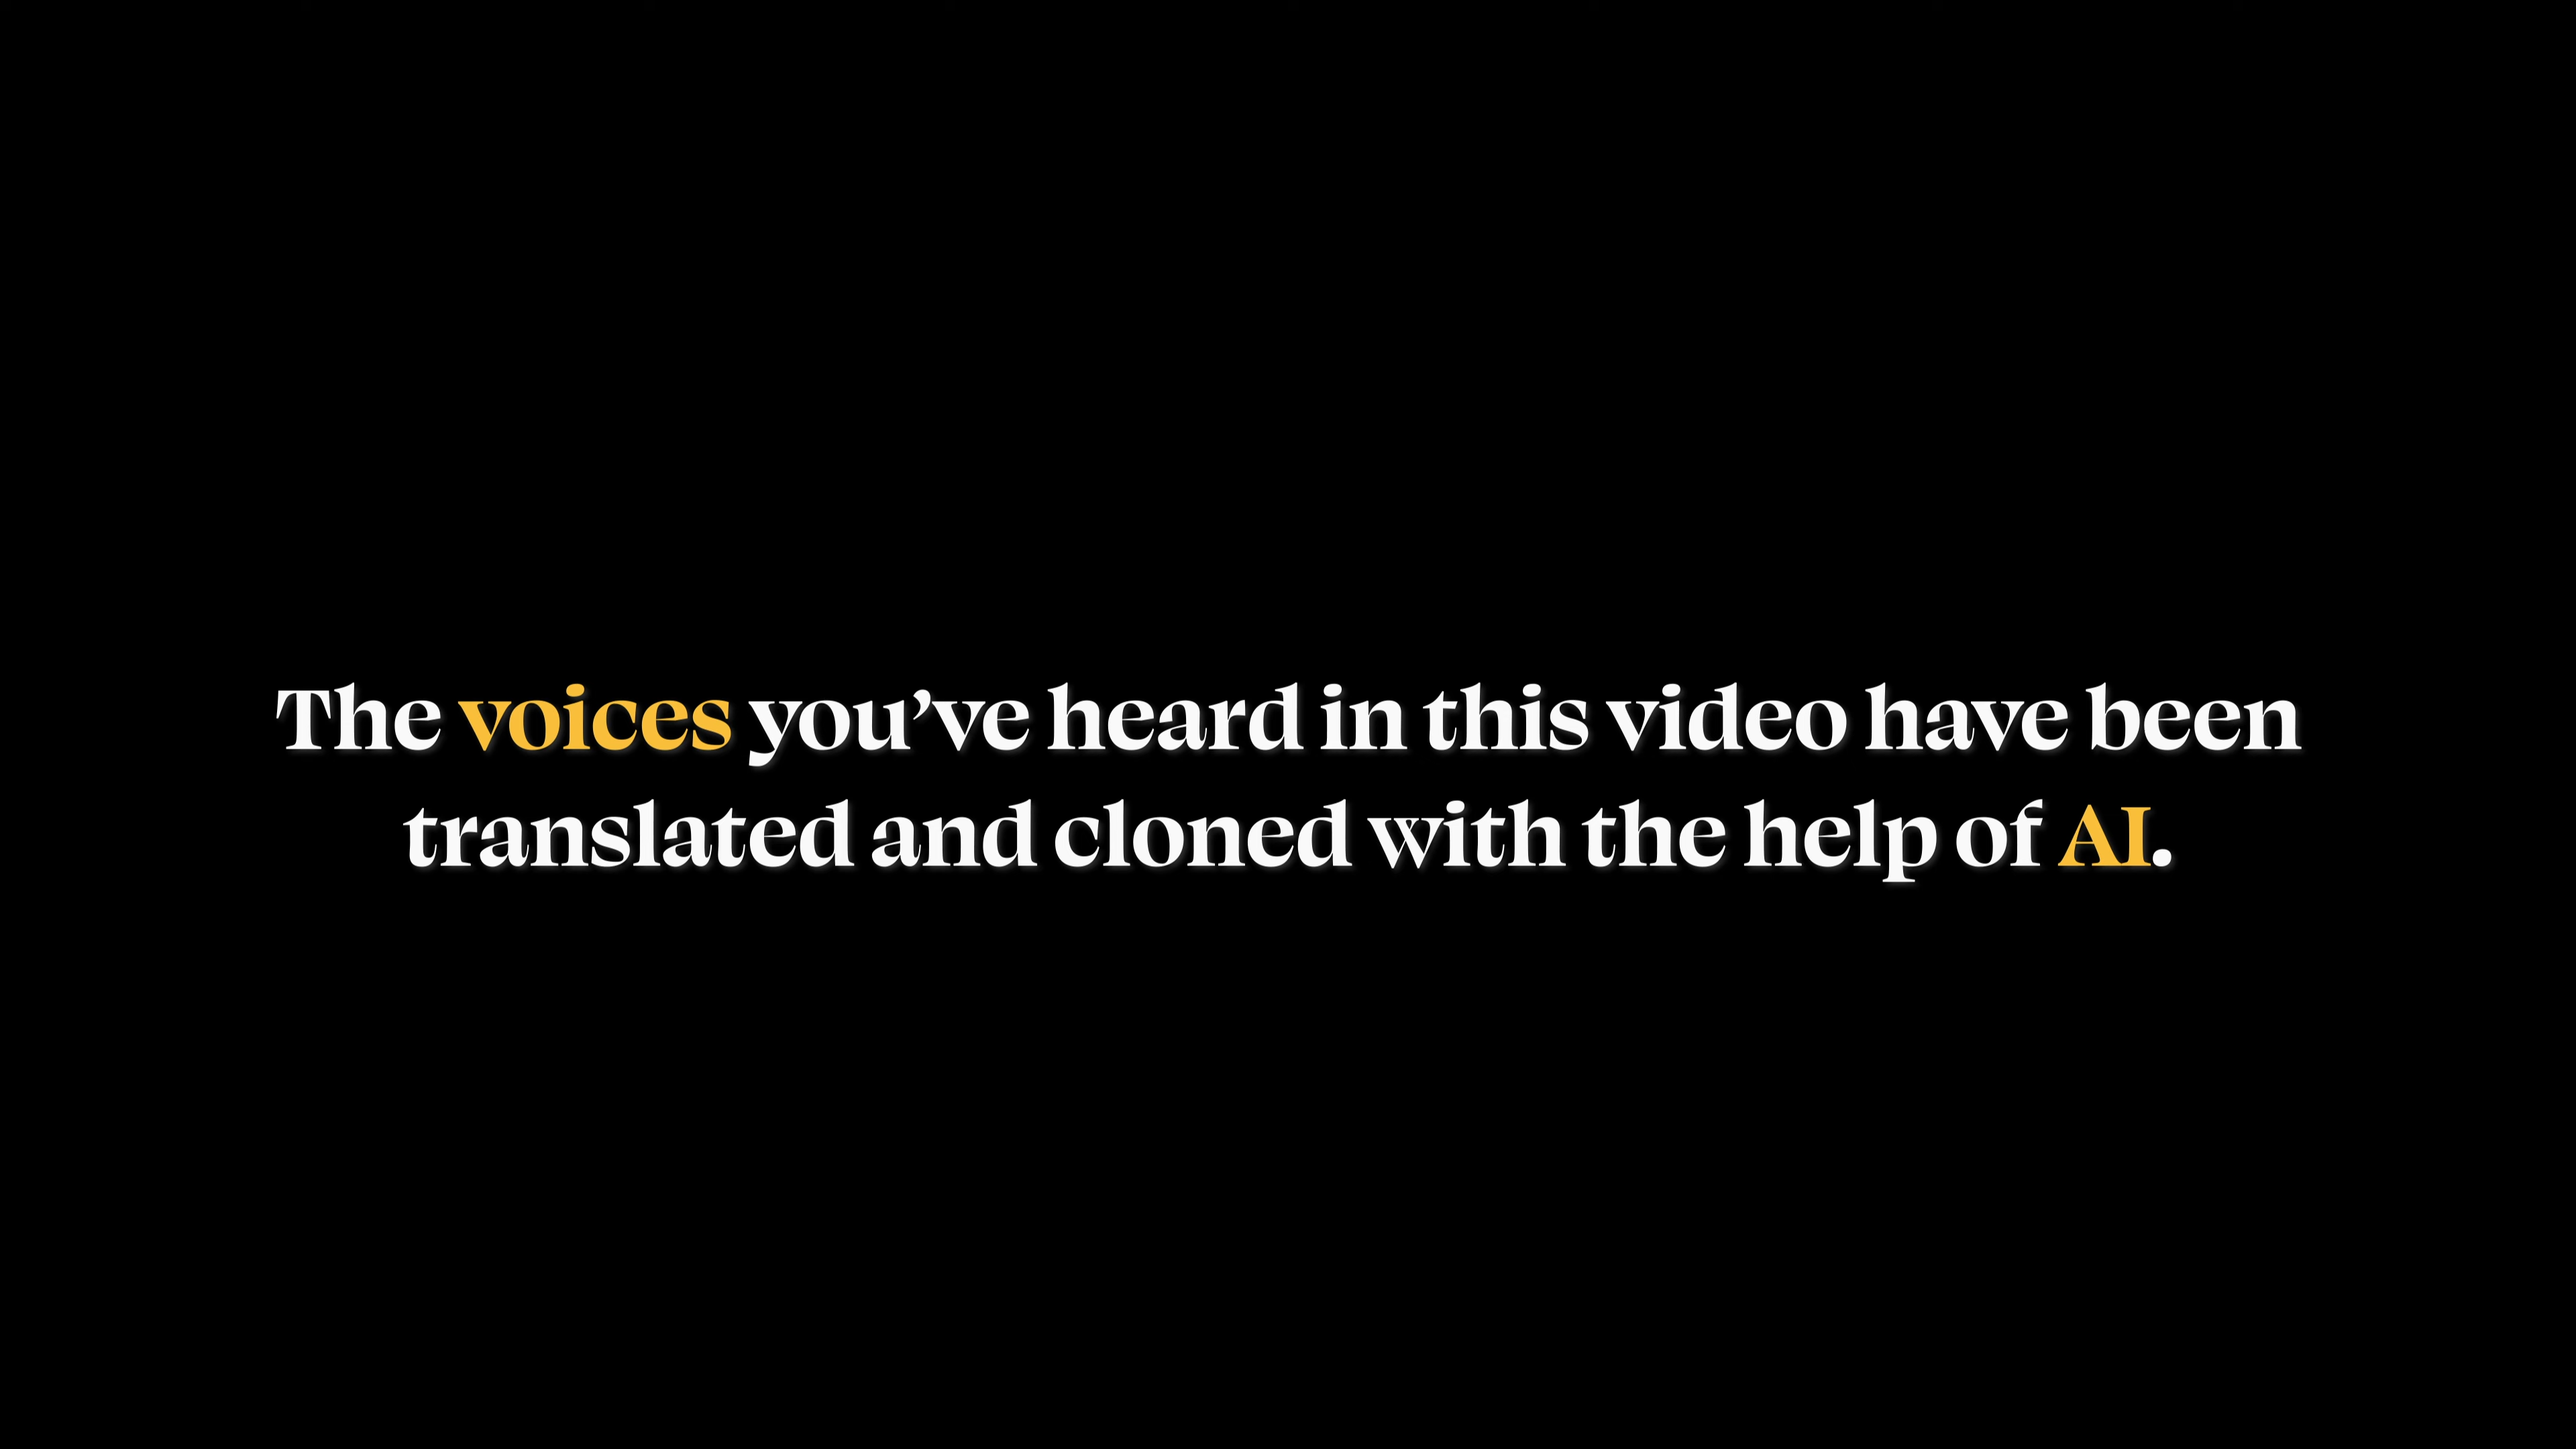 The voices you’ve heard in this video have been
translated and cloned with the help of AI.